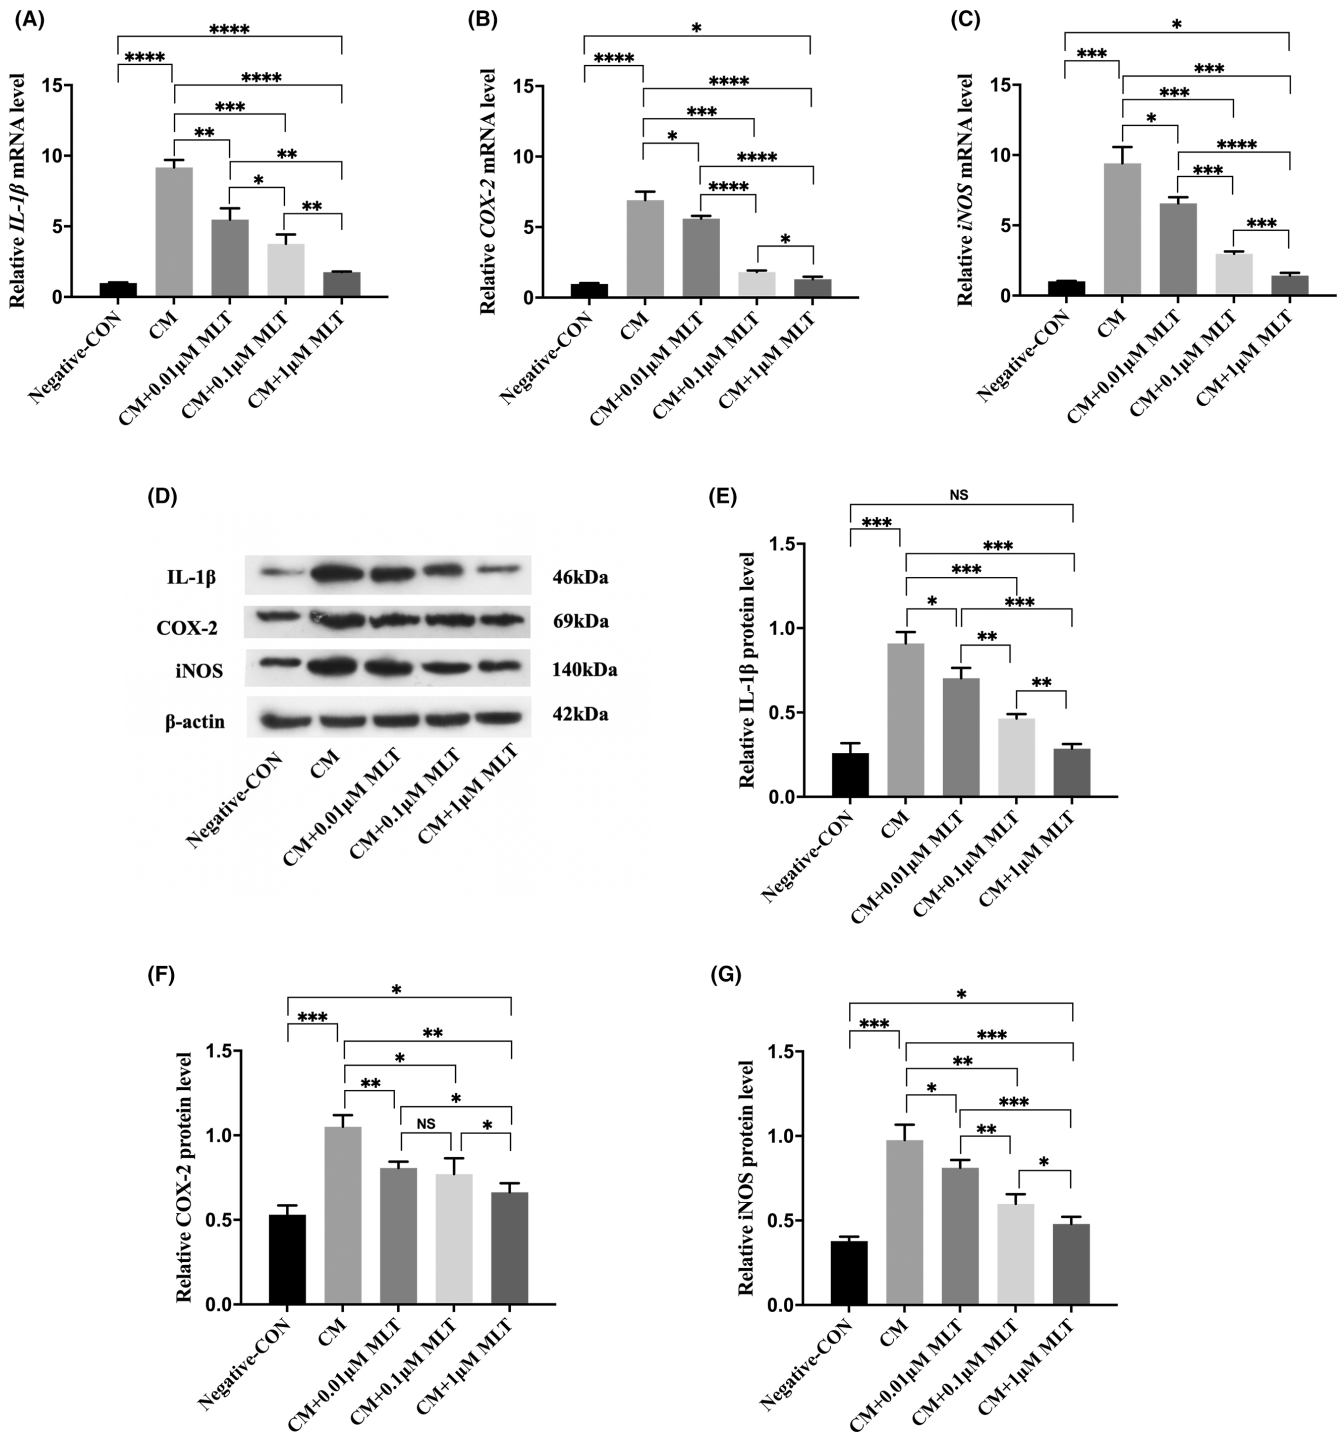 (A)
Relative IL-1β mRNA level
15
10
5
0
****
****
****
***
**
**
*
**
Negative-CON
CM
CM+0.01μM MLT
CM+0.1μM MLT
CM+1μM MLT
(B)
Relative COX-2 mRNA level
15
10
5
0
*
****
****
***
*
****
****
*
Negative-CON
CM
CM+0.01μM MLT
CM+0.1μM MLT
CM+1μM MLT
(C)
Relative iNOS mRNA level
15
10
5
0
*
***
***
***
*
****
***
***
Negative-CON
CM
CM+0.01μM MLT
CM+0.1μM MLT
CM+1μM MLT
(D)
IL-1β 46kDa
COX-2 69kDa
iNOS 140kDa
β-actin 42kDa
Negative-CON
CM
CM+0.01μM MLT
CM+0.1μM MLT
CM+1μM MLT
(E)
Relative IL-1β protein level
1.5
1.0
0.5
0.0
NS
***
***
***
*
***
**
**
Negative-CON
CM
CM+0.01μM MLT
CM+0.1μM MLT
CM+1μM MLT
(F)
Relative COX-2 protein level
1.5
1.0
0.5
0.0
*
***
**
*
**
*
NS
*
Negative-CON
CM
CM+0.01μM MLT
CM+0.1μM MLT
CM+1μM MLT
(G)
Relative iNOS protein level
1.5
1.0
0.5
0.0
*
***
***
**
*
***
**
*
Negative-CON
CM
CM+0.01μM MLT
CM+0.1μM MLT
CM+1μM MLT